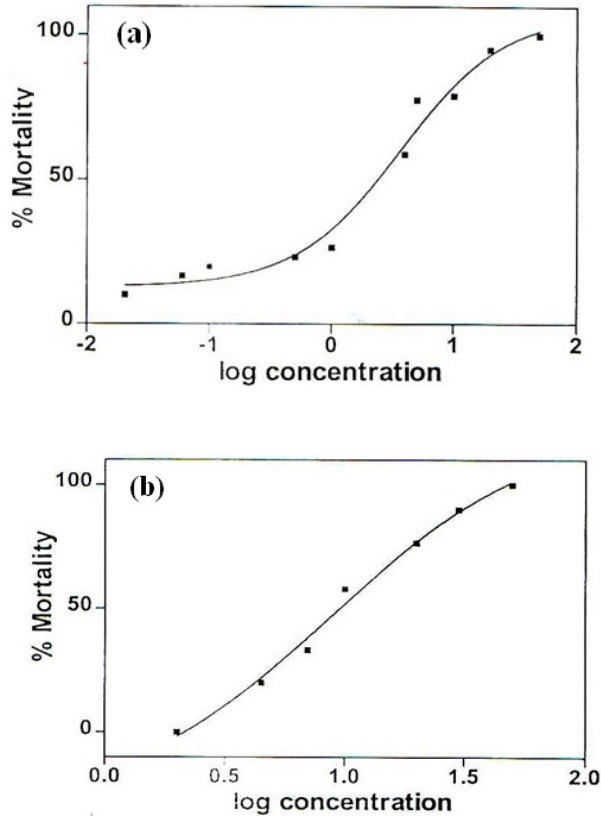 (a)
100
50
0
% Mortality
-2 -1 0 1 2
log concentration
(b)
100
50
0
% Mortality
0.0 0.5 1.0 1.5 2.0
log concentration